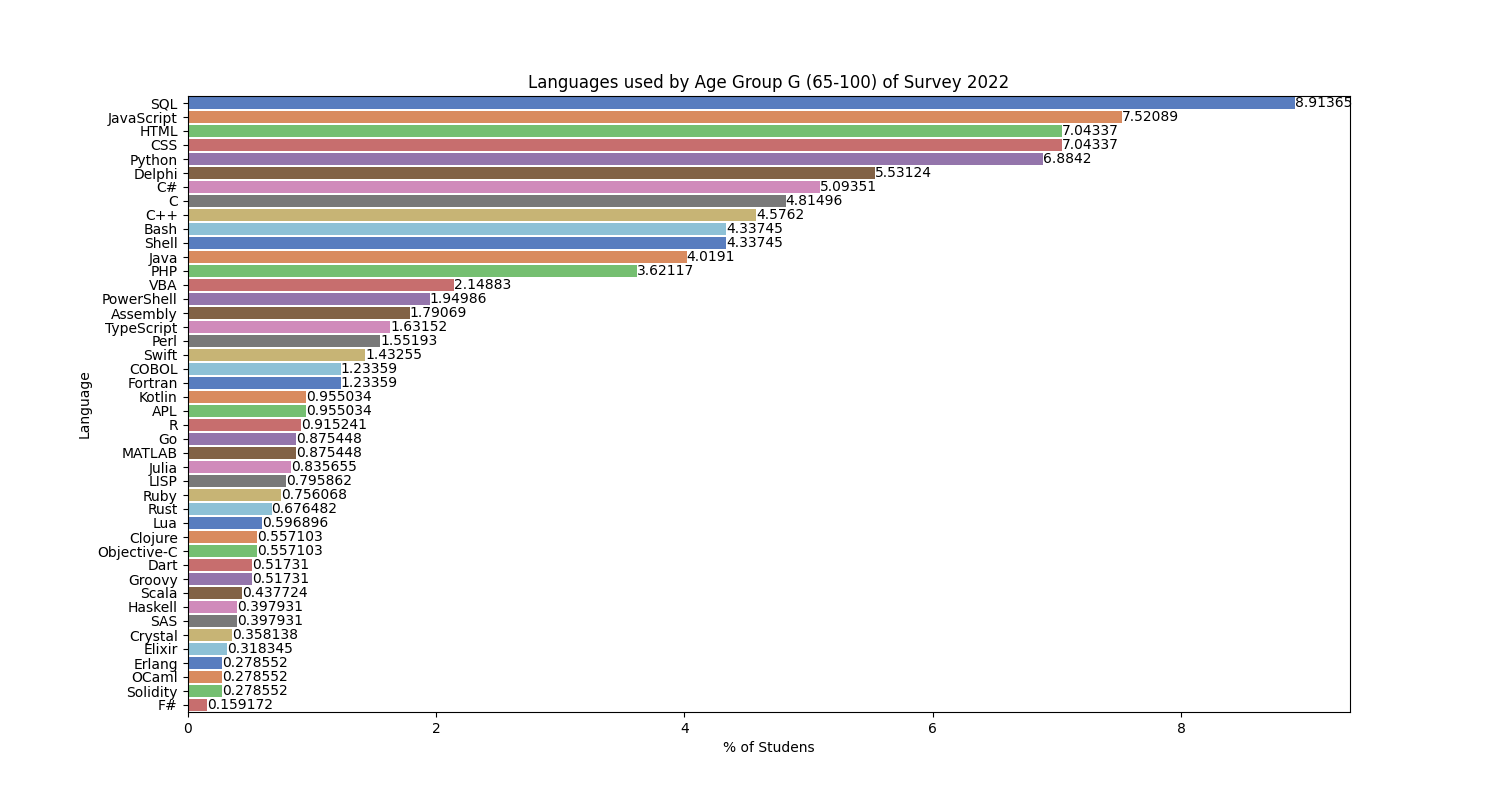 Languages used by Age Group G (65-100) of Survey 2022
SQL 8.91365
JavaScript 7.52089
HTML 7.04337
CSS 7.04337
Python 6.8842
Delphi 5.53124
C# 5.09351
C 4.81496
C++ 4.5762
Bash 4.33745
Shell 4.33745
Java 4.0191
PHP 3.62117
VBA 2.14883
PowerShell 1.94986
Assembly 1.79069
TypeScript 1.63152
Perl 1.55193
Swift 1.43255
COBOL 1.23359
Fortran 1.23359
Kotlin 0.955034
APL 0.955034
R 0.915241
Go 0.875448
MATLAB 0.875448
Julia 0.835655
LISP 0.795862
Ruby 0.756068
Rust 0.676482
Lua 0.596896
Clojure 0.557103
Objective-C 0.557103
Dart 0.51731
Groovy 0.51731
Scala 0.437724
Haskell 0.397931
SAS 0.397931
Crystal 0.358138
Elixir 0.318345
Erlang 0.278552
OCaml 0.278552
Solidity 0.278552
F# 0.159172
Language
0 2 4 6 8
% of Studens